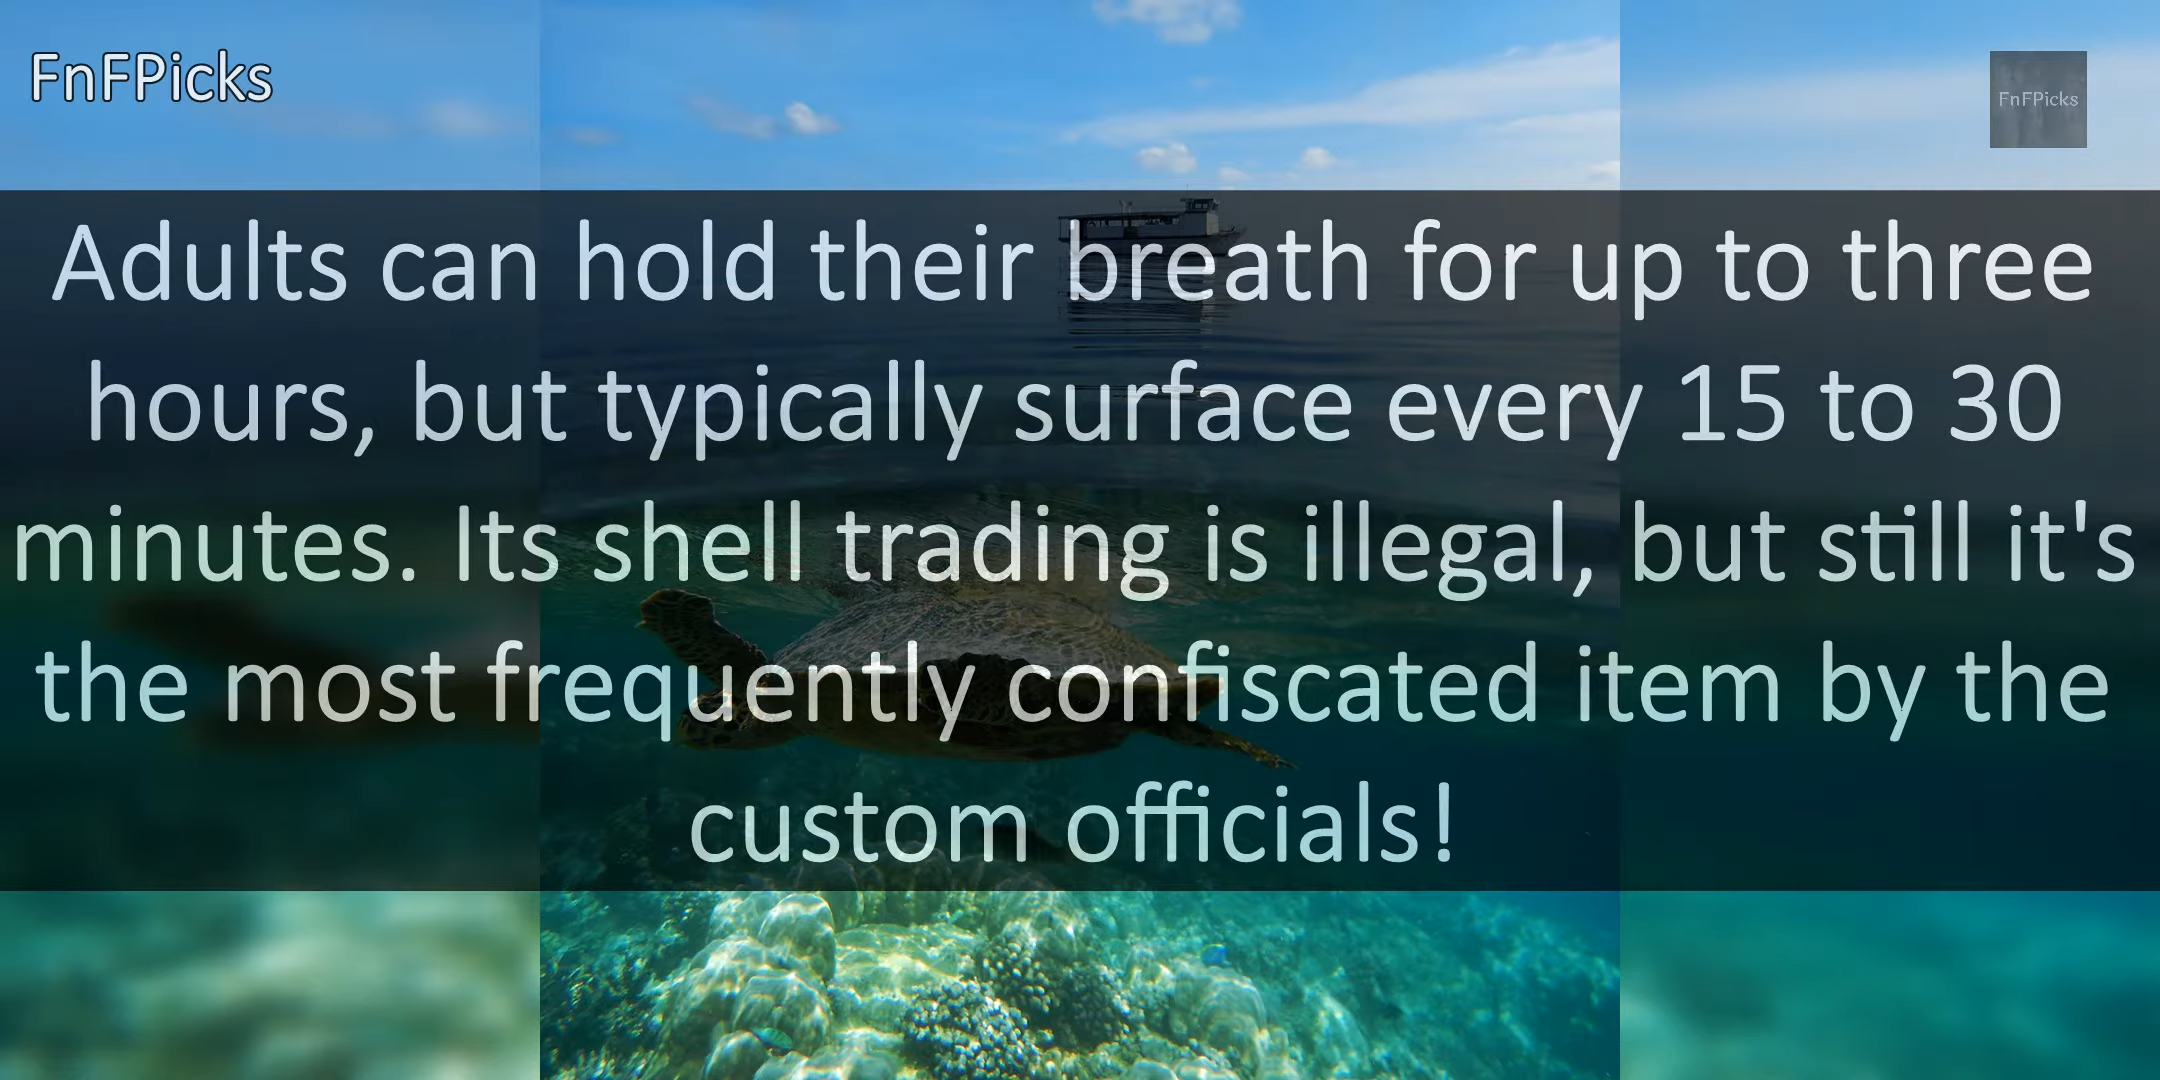 FnFPicks
FnFPicks
Adults can hold their breath for up to three
hours, but typically surface every 15 to 30
minutes. Its shell trading is illegal, but still it's
the most frequently confiscated item by the
custom officials!